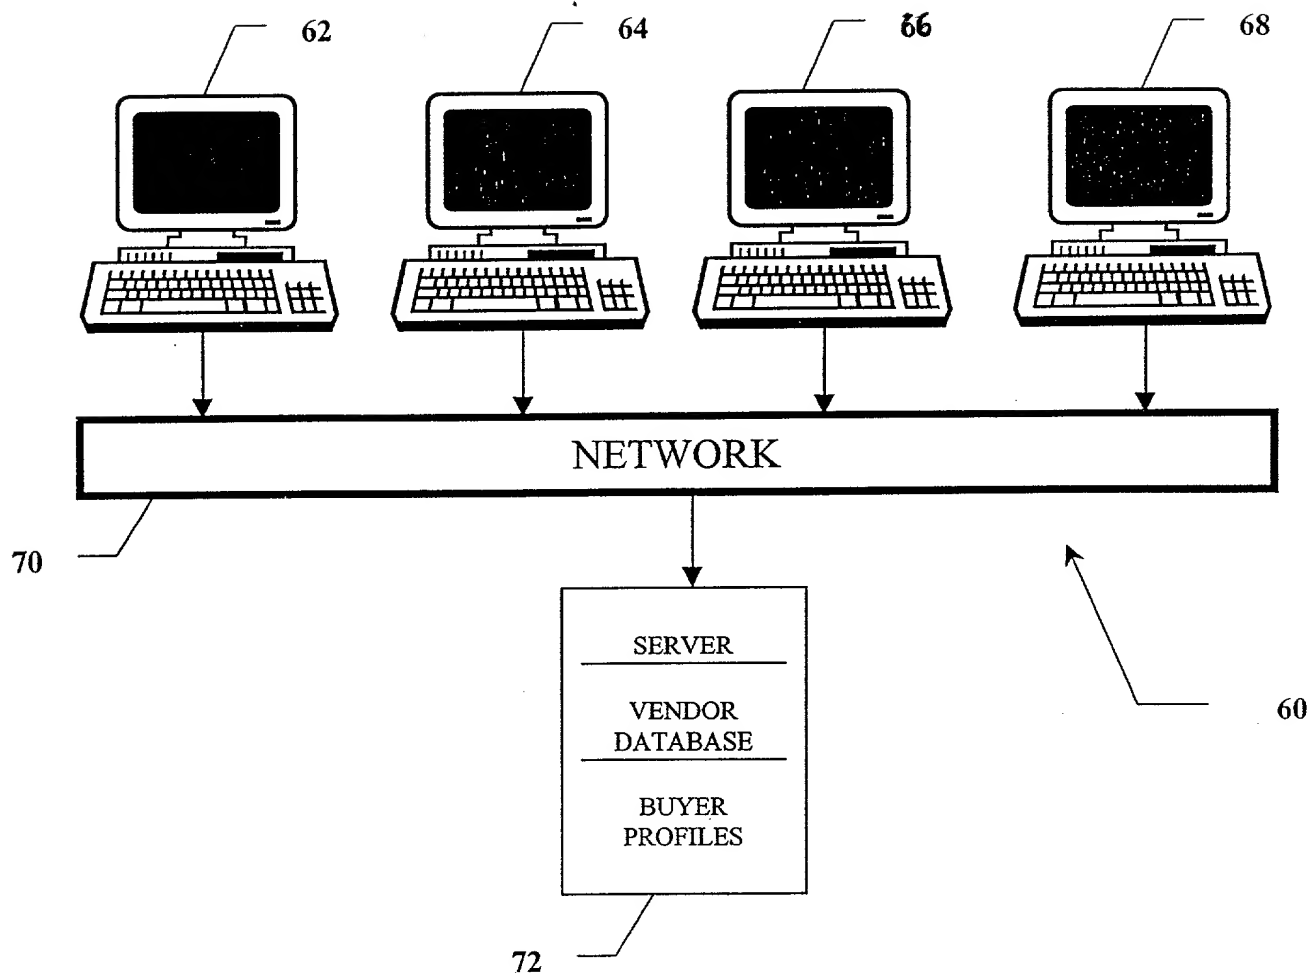 62
64
66
68
NETWORK
70
SERVER
VENDOR
DATABASE
60
BUYER
PROFILES
72